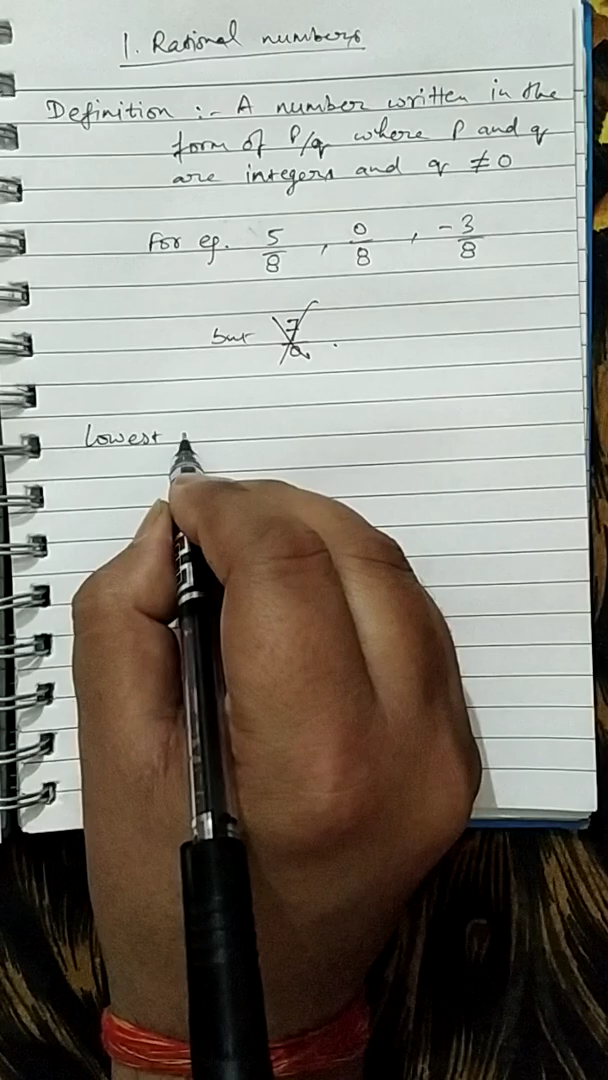 1. Rational numbers
Definition :- A number written in the
form of P/q where P and q
are integers and q ≠ 0
For eg. 5/8 , 0/8 , -3/8
but 7/0 .
lowest